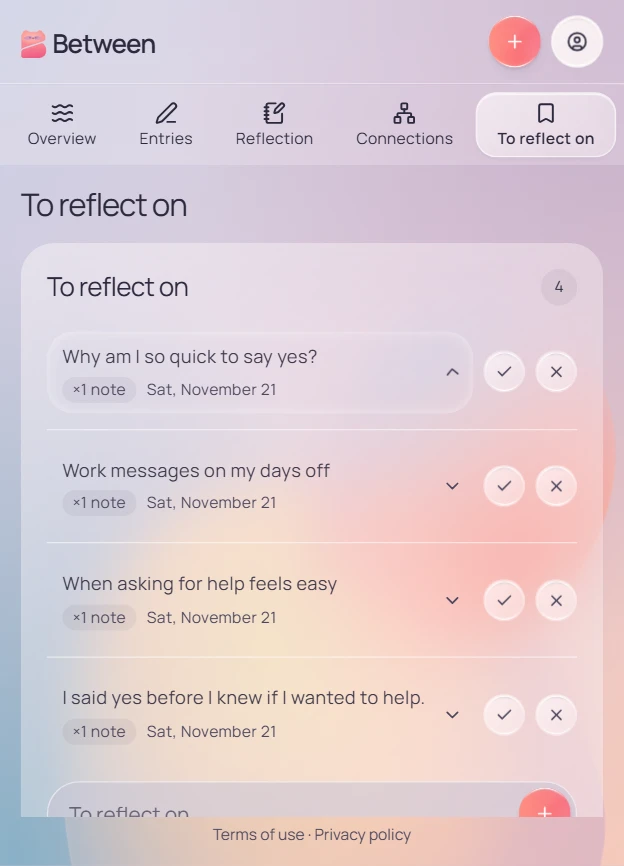 Between
Overview
Entries
Reflection
Connections
To reflect on
To reflect on
To reflect on
4
Why am I so quick to say yes?
×1 note Sat, November 21
Work messages on my days off
×1 note Sat, November 21
When asking for help feels easy
×1 note Sat, November 21
I said yes before I knew if I wanted to help.
×1 note Sat, November 21
To reflect on
Terms of use · Privacy policy